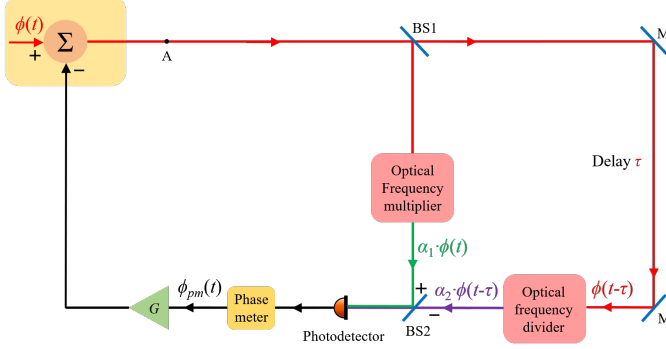 ϕ(t)
+
Σ
−
A
BS1
M
Delay τ
Optical
Frequency
multiplier
α₁·ϕ(t)
+
−
α₂·ϕ(t-τ)
BS2
Optical
frequency
divider
ϕ(t-τ)
M
Photodetector
Phase
meter
ϕₚₘ(t)
G